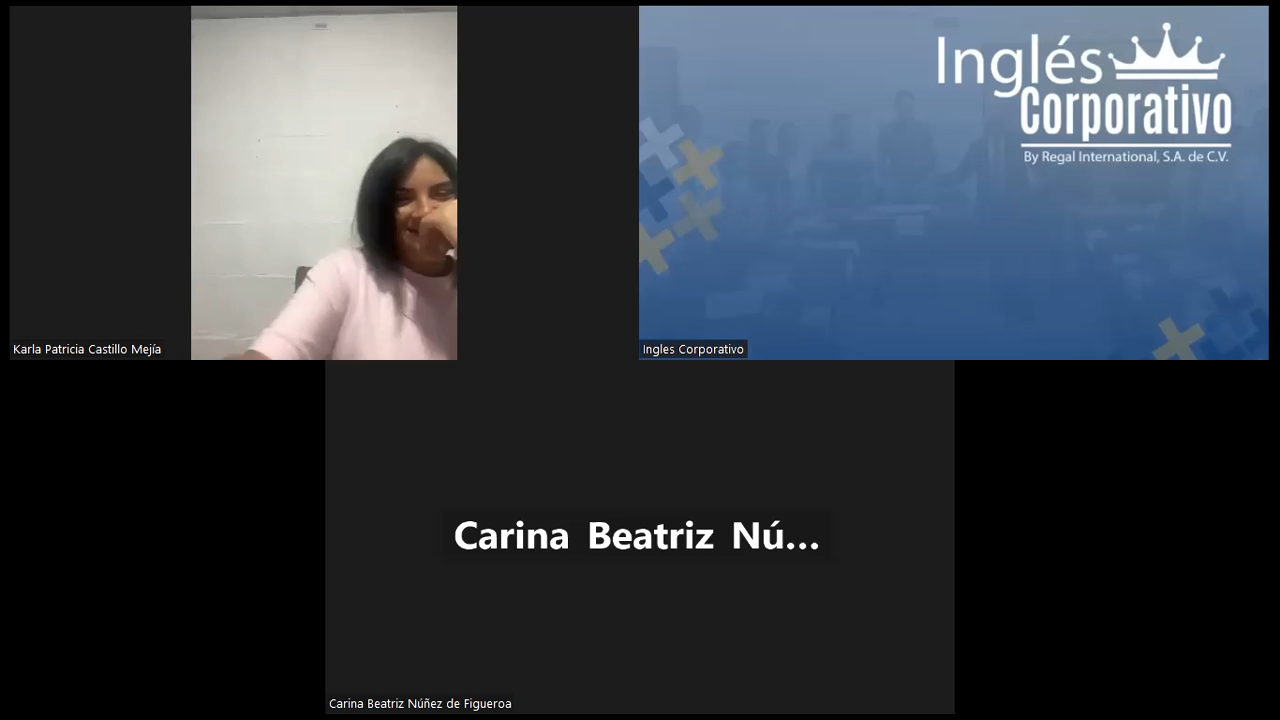 Inglés
Corporativo
By Regal International, S.A. de C.V.
Karla Patricia Castillo Mejía
Ingles Corporativo
Carina Beatriz Nú...
Carina Beatriz Núñez de Figueroa